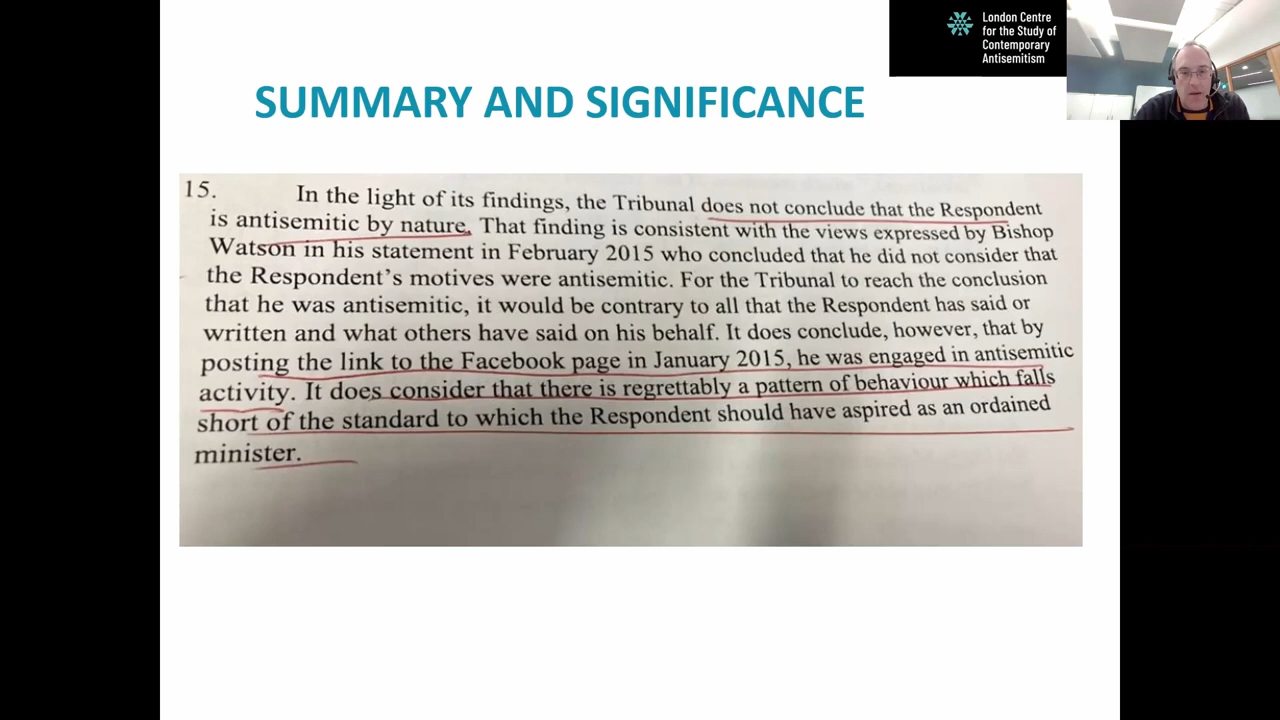 London Centre
for the Study of
Contemporary
Antisemitism
SUMMARY AND SIGNIFICANCE
15. In the light of its findings, the Tribunal does not conclude that the Respondent
is antisemitic by nature. That finding is consistent with the views expressed by Bishop
Watson in his statement in February 2015 who concluded that he did not consider that
the Respondent's motives were antisemitic. For the Tribunal to reach the conclusion
that he was antisemitic, it would be contrary to all that the Respondent has said or
written and what others have said on his behalf. It does conclude, however, that by
posting the link to the Facebook page in January 2015, he was engaged in antisemitic
activity. It does consider that there is regrettably a pattern of behaviour which falls
short of the standard to which the Respondent should have aspired as an ordained
minister.